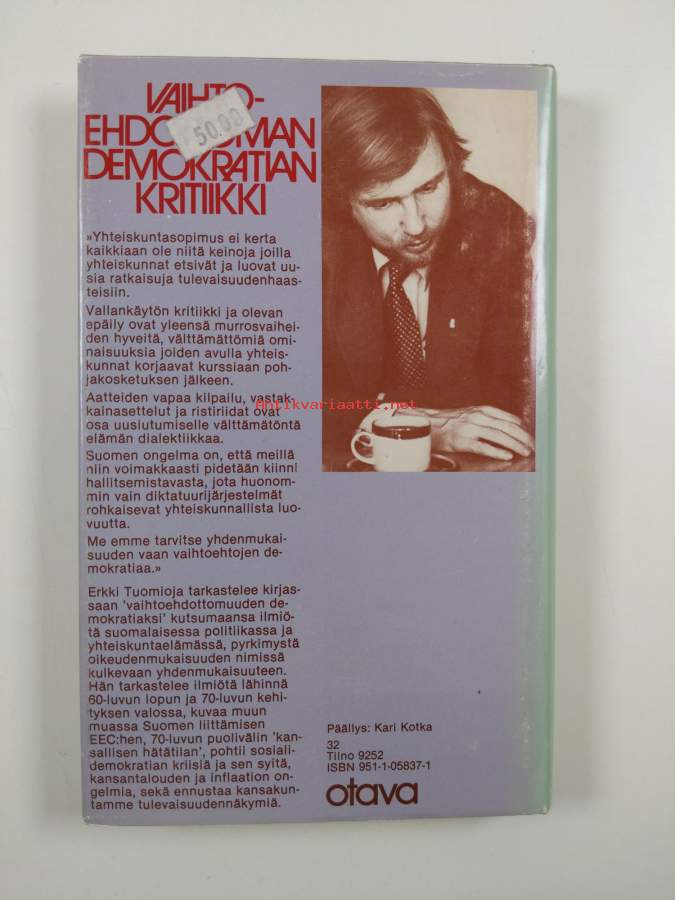 VAIHTO-
EHDO
MAN
DEMOKRATIAN
KRITIIKKI
50.00
»Yhteiskuntasopimus ei kerta
kaikkiaan ole niitä keinoja joilla
yhteiskunnat etsivät ja luovat uu-
sia ratkaisuja tulevaisuudenhaas-
teisiin.
Vallankäytön kritiikki ja olevan
epäily ovat yleensä murrosvaihei-
den hyveitä, välttämättömiä omi-
naisuuksia joiden avulla yhteis-
kunnat korjaavat kurssiaan poh-
jakosketuksen jälkeen.
Aatteiden vapaa kilpailu, vastak-
kainasettelut ja ristiriidat ovat
osa uusiutumiselle välttämätöntä
elämän dialektiikkaa.
Suomen ongelma on, että meillä
niin voimakkaasti pidetään kiinni
hallitsemistavasta, jota huonom-
min vain diktatuurijärjestelmät
rohkaisevat yhteiskunnallista luo-
vuutta.
Me emme tarvitse yhdenmukai-
suuden vaan vaihtoehtojen de-
mokratiaa.»
Erkki Tuomioja tarkastelee kirjas-
saan 'vaihtoehdottomuuden de-
mokratiaksi' kutsumaansa ilmiö-
tä suomalaisessa politiikassa ja
yhteiskuntaelämässä, pyrkimystä
oikeudenmukaisuuden nimissä
kulkevaan yhdenmukaisuuteen.
Hän tarkastelee ilmiötä lähinnä
60-luvun lopun ja 70-luvun kehi-
tyksen valossa, kuvaa muun
muassa Suomen liittämisen
EEC:hen, 70-luvun puolivälin 'kan-
sallisen hätätilan', pohtii sosiali-
demokratian kriisiä ja sen syitä,
kansantalouden ja inflaation on-
gelmia, sekä ennustaa kansakun-
tamme tulevaisuudennäkymiä.
antikvariaatti.net
Päällys: Kari Kotka
32
Tilno 9252
ISBN 951-1-05837-1
otava